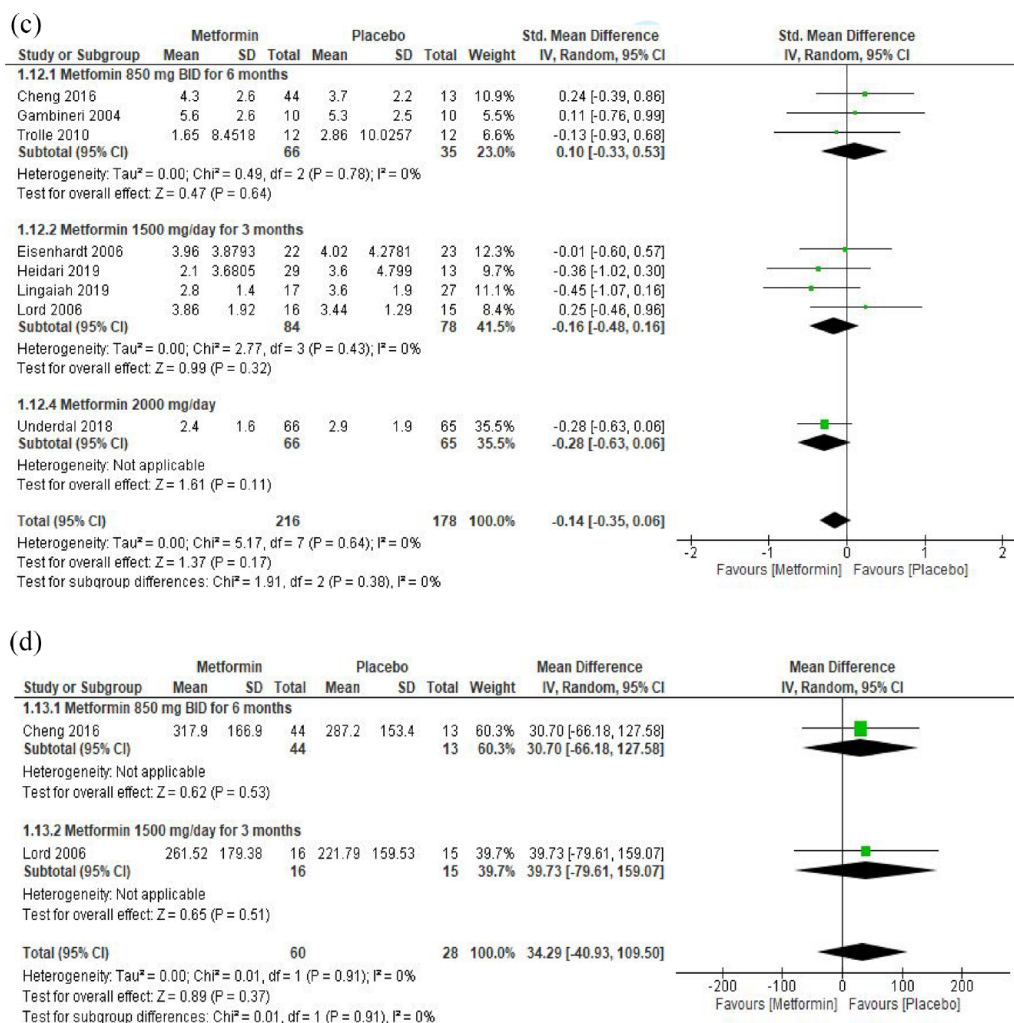 (c)
Metformin Placebo Std. Mean Difference Std. Mean Difference
Study or Subgroup Mean SD Total Mean SD Total Weight IV, Random, 95% CI IV, Random, 95% CI
1.12.1 Metfomin 850 mg BID for 6 months
Cheng 2016 4.3 2.6 44 3.7 2.2 13 10.9% 0.24 [-0.39, 0.86]
Gambineri 2004 5.6 2.6 10 5.3 2.5 10 5.5% 0.11 [-0.76, 0.99]
Trolle 2010 1.65 8.4518 12 2.86 10.0257 12 6.6% -0.13 [-0.93, 0.68]
Subtotal (95% CI) 66 35 23.0% 0.10 [-0.33, 0.53]
Heterogeneity: Tau² = 0.00; Chi² = 0.49, df = 2 (P = 0.78); I² = 0%
Test for overall effect: Z = 0.47 (P = 0.64)
1.12.2 Metformin 1500 mg/day for 3 months
Eisenhardt 2006 3.96 3.8793 22 4.02 4.2781 23 12.3% -0.01 [-0.60, 0.57]
Heidari 2019 2.1 3.6805 29 3.6 4.799 13 9.7% -0.36 [-1.02, 0.30]
Lingaiah 2019 2.8 1.4 17 3.6 1.9 27 11.1% -0.45 [-1.07, 0.16]
Lord 2006 3.86 1.92 16 3.44 1.29 15 8.4% 0.25 [-0.46, 0.96]
Subtotal (95% CI) 84 78 41.5% -0.16 [-0.48, 0.16]
Heterogeneity: Tau² = 0.00; Chi² = 2.77, df = 3 (P = 0.43); I² = 0%
Test for overall effect: Z = 0.99 (P = 0.32)
1.12.4 Metformin 2000 mg/day
Underdal 2018 2.4 1.6 66 2.9 1.9 65 35.5% -0.28 [-0.63, 0.06]
Subtotal (95% CI) 66 65 35.5% -0.28 [-0.63, 0.06]
Heterogeneity: Not applicable
Test for overall effect: Z = 1.61 (P = 0.11)
Total (95% CI) 216 178 100.0% -0.14 [-0.35, 0.06]
Heterogeneity: Tau² = 0.00; Chi² = 5.17, df = 7 (P = 0.64); I² = 0%
Test for overall effect: Z = 1.37 (P = 0.17)
Test for subgroup differences: Chi² = 1.91, df = 2 (P = 0.38), I² = 0%
-2 -1 0 1 2
Favours [Metformin] Favours [Placebo]
(d)
Metformin Placebo Mean Difference Mean Difference
Study or Subgroup Mean SD Total Mean SD Total Weight IV, Random, 95% CI IV, Random, 95% CI
1.13.1 Metformin 850 mg BID for 6 months
Cheng 2016 317.9 166.9 44 287.2 153.4 13 60.3% 30.70 [-66.18, 127.58]
Subtotal (95% CI) 44 13 60.3% 30.70 [-66.18, 127.58]
Heterogeneity: Not applicable
Test for overall effect: Z = 0.62 (P = 0.53)
1.13.2 Metformin 1500 mg/day for 3 months
Lord 2006 261.52 179.38 16 221.79 159.53 15 39.7% 39.73 [-79.61, 159.07]
Subtotal (95% CI) 16 15 39.7% 39.73 [-79.61, 159.07]
Heterogeneity: Not applicable
Test for overall effect: Z = 0.65 (P = 0.51)
Total (95% CI) 60 28 100.0% 34.29 [-40.93, 109.50]
Heterogeneity: Tau² = 0.00; Chi² = 0.01, df = 1 (P = 0.91); I² = 0%
Test for overall effect: Z = 0.89 (P = 0.37)
Test for subgroup differences: Chi² = 0.01, df = 1 (P = 0.91), I² = 0%
-200 -100 0 100 200
Favours [Metformin] Favours [Placebo]